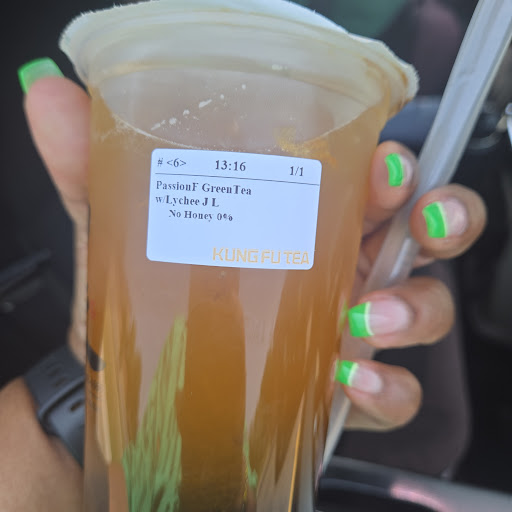 # <6> 13:16 1/1
PassionF GreenTea
w/Lychee J L
No Honey 0%
KUNG FU TEA